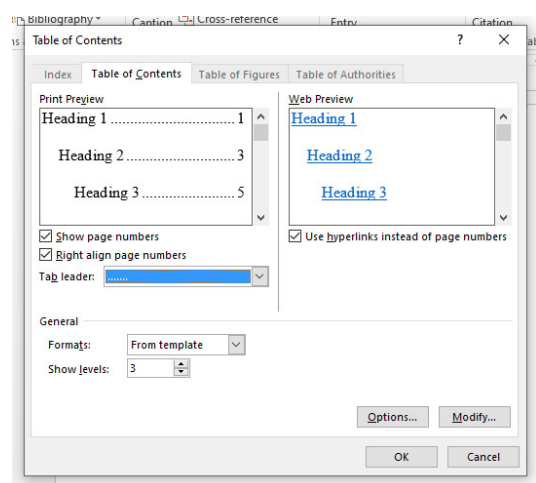 Bibliography
Caption
Cross-reference
Entry
Citation
Table of Contents
?
Index
Table of Contents
Table of Figures
Table of Authorities
Print Preview
Web Preview
Heading 1 .............................. 1
Heading 2 .......................... 3
Heading 3 ...................... 5
Heading 1
Heading 2
Heading 3
Show page numbers
Right align page numbers
Use hyperlinks instead of page numbers
Tab leader:
.......
General
Formats:
From template
Show levels:
3
Options...
Modify...
OK
Cancel